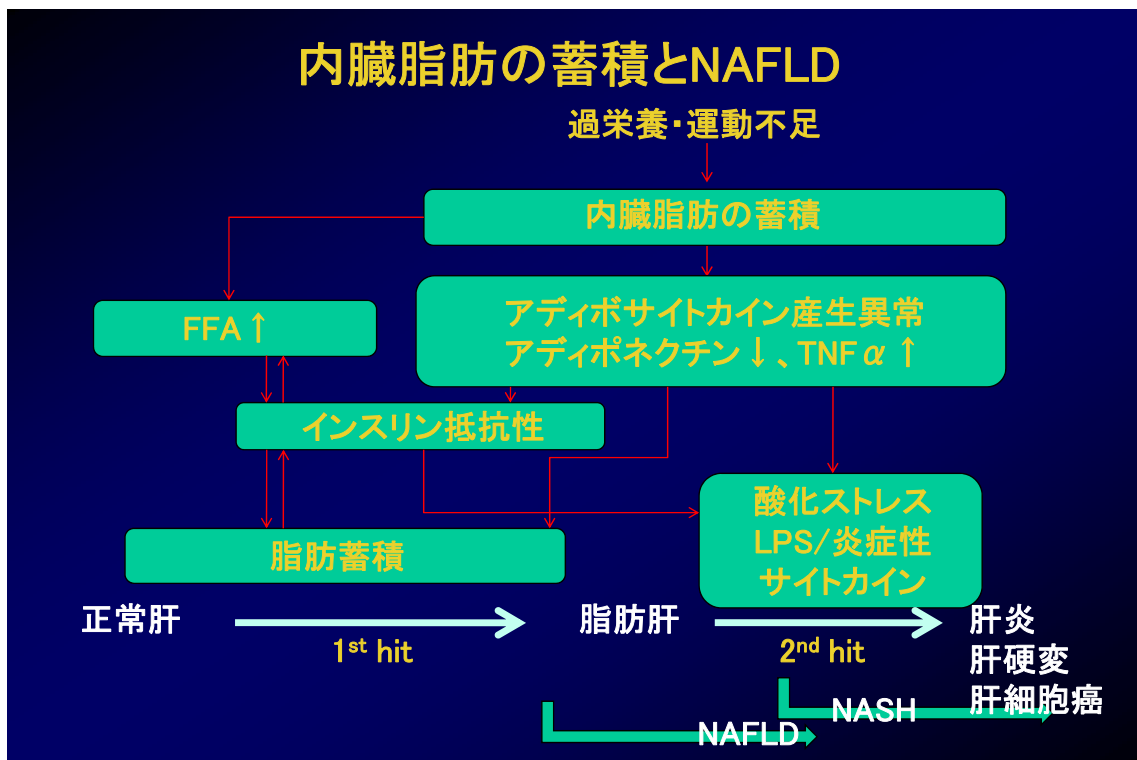 内臓脂肪の蓄積とNAFLD
過栄養・運動不足
内臓脂肪の蓄積
FFA↑
アディボサイトカイン産生異常
アディポネクチン↓、TNFα↑
インスリン抵抗性
酸化ストレス
LPS/炎症性
サイトカイン
脂肪蓄積
正常肝
脂肪肝
肝炎
肝硬変
肝細胞癌
1st hit
2nd hit
NASH
NAFLD